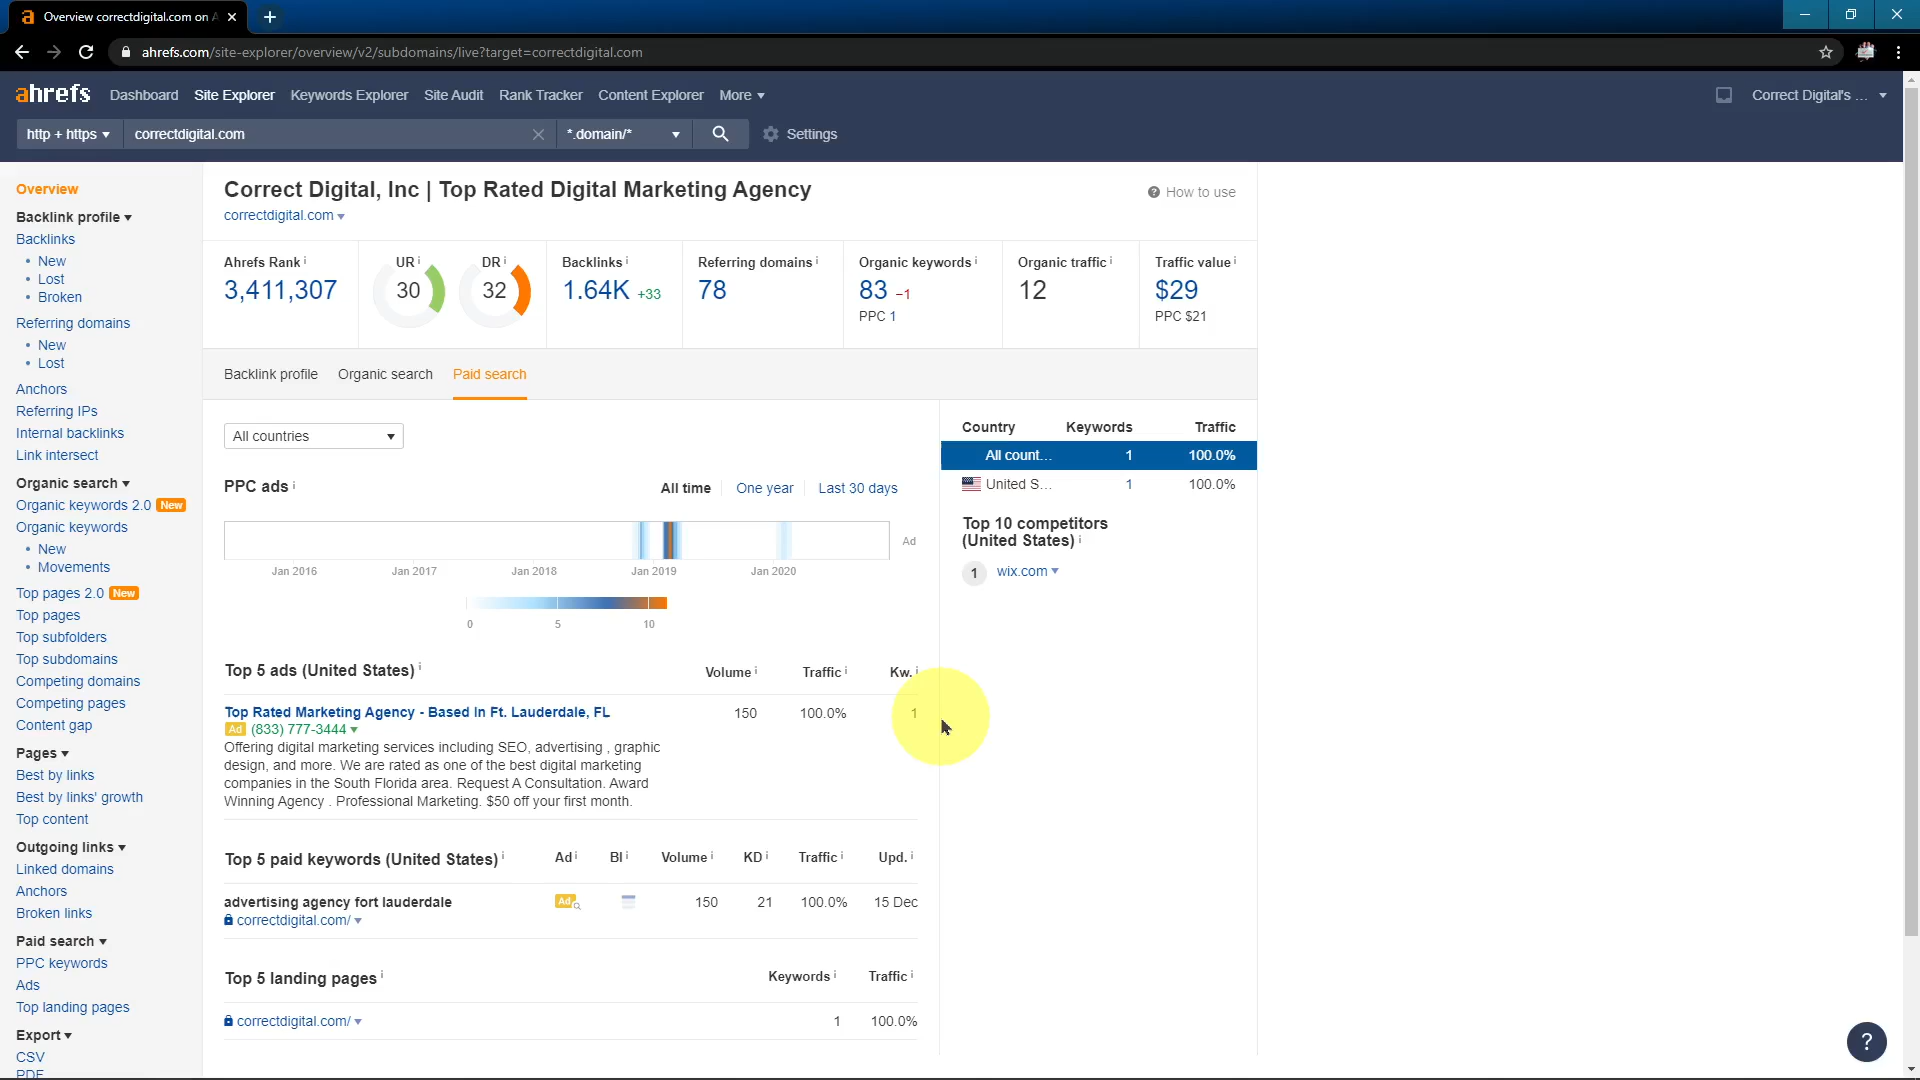 Overview correctdigital.com on A
ahrefs.com/site-explorer/overview/v2/subdomains/live?target=correctdigital.com
ahrefs Dashboard Site Explorer Keywords Explorer Site Audit Rank Tracker Content Explorer More Correct Digital's ...
http + https correctdigital.com *.domain/* Settings
Overview
Backlink profile
Backlinks
• New
• Lost
• Broken
Referring domains
• New
• Lost
Anchors
Referring IPs
Internal backlinks
Link intersect
Organic search
Organic keywords 2.0 New
Organic keywords
• New
• Movements
Top pages 2.0 New
Top pages
Top subfolders
Top subdomains
Competing domains
Competing pages
Content gap
Pages
Best by links
Best by links' growth
Top content
Outgoing links
Linked domains
Anchors
Broken links
Paid search
PPC keywords
Ads
Top landing pages
Export
CSV
PDF
Correct Digital, Inc | Top Rated Digital Marketing Agency
How to use
correctdigital.com
Ahrefs Rank i UR i DR i Backlinks i Referring domains i Organic keywords i Organic traffic i Traffic value i
3,411,307 30 32 1.64K +33 78 83 −1 12 $29
PPC 1 PPC $21
Backlink profile Organic search Paid search
All countries
PPC ads i All time One year Last 30 days
Ad
Jan 2016 Jan 2017 Jan 2018 Jan 2019 Jan 2020
0 5 10
Top 5 ads (United States) i Volume i Traffic i Kw. i
Top Rated Marketing Agency - Based In Ft. Lauderdale, FL 150 100.0% 1
Ad (833) 777-3444
Offering digital marketing services including SEO, advertising , graphic
design, and more. We are rated as one of the best digital marketing
companies in the South Florida area. Request A Consultation. Award
Winning Agency . Professional Marketing. $50 off your first month.
Top 5 paid keywords (United States) i Ad i Bl i Volume i KD i Traffic i Upd. i
advertising agency fort lauderdale Ad 150 21 100.0% 15 Dec
correctdigital.com/
Top 5 landing pages i Keywords i Traffic i
correctdigital.com/ 1 100.0%
Country Keywords Traffic
All count... 1 100.0%
United S... 1 100.0%
Top 10 competitors
(United States) i
1 wix.com
?